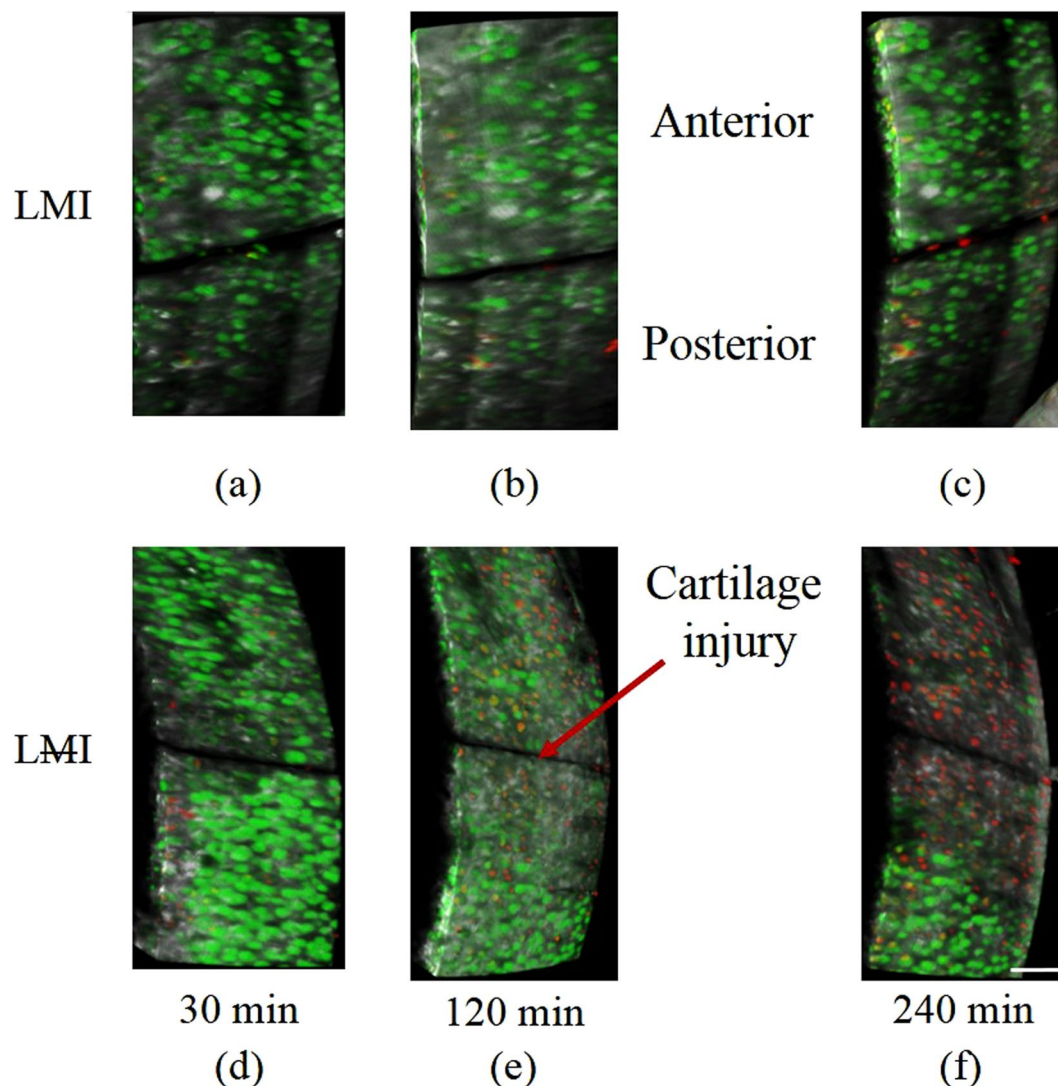 Anterior
LMI
Posterior
(a)
(b)
(c)
Cartilage
injury
LMI
30 min
120 min
240 min
(d)
(e)
(f)